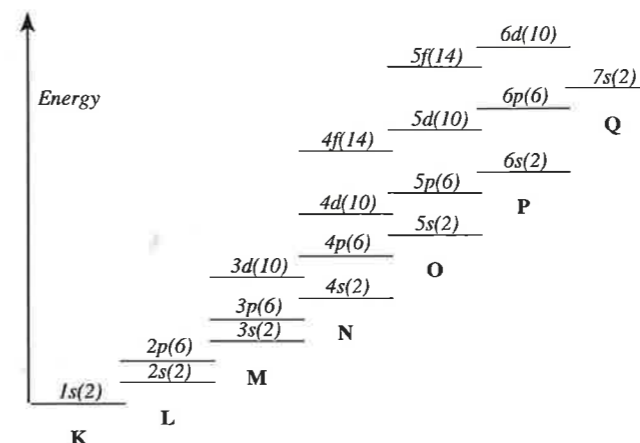 6d(10)
5f(14)
7s(2)
Energy
6p(6)
5d(10)
Q
4f(14)
6s(2)
5p(6)
4d(10)
P
5s(2)
4p(6)
3d(10)
O
4s(2)
3p(6)
3s(2)
N
2p(6)
M
2s(2)
1s(2)
L
K